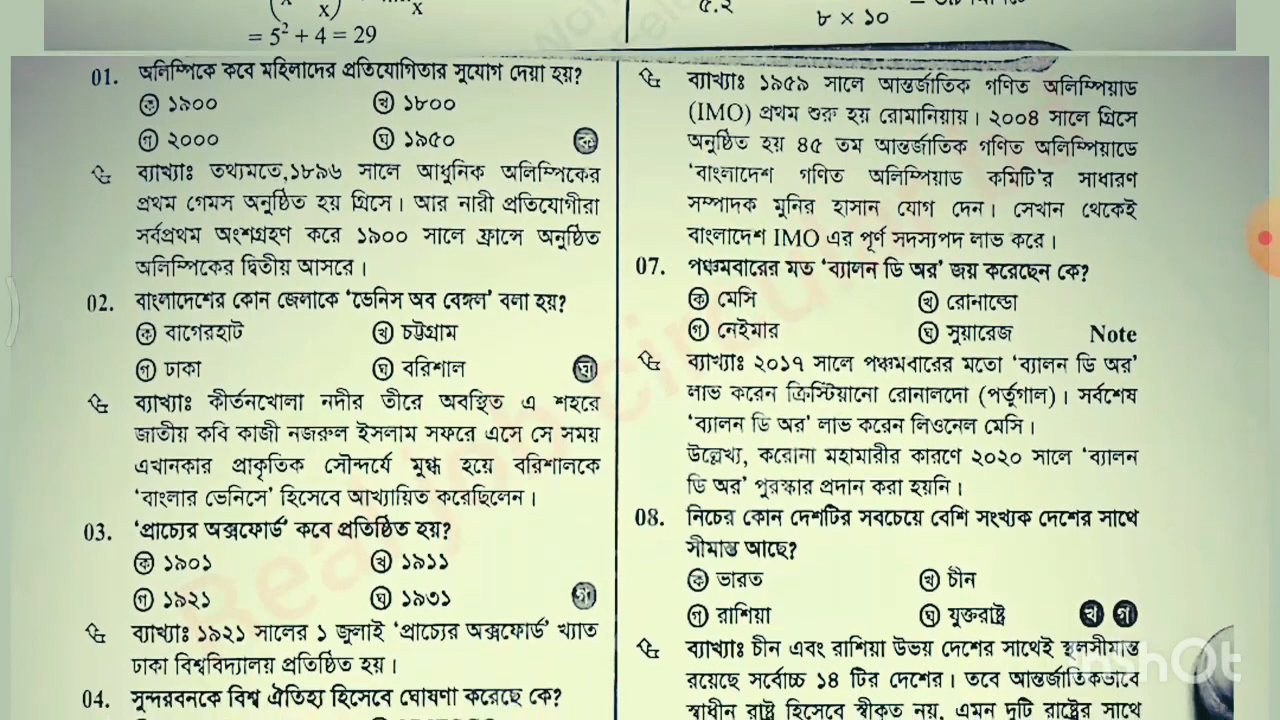 = 5² + 4 = 29
৫.২
৮ × ১০
01. অলিম্পিকে কবে মহিলাদের প্রতিযোগিতার সুযোগ দেয়া হয়?
ক ১৯০০ খ ১৮০০
গ ২০০০ ঘ ১৯৫০ ক
ব্যাখ্যাঃ তথ্যমতে,১৮৯৬ সালে আধুনিক অলিম্পিকের
প্রথম গেমস অনুষ্ঠিত হয় গ্রিসে। আর নারী প্রতিযোগীরা
সর্বপ্রথম অংশগ্রহণ করে ১৯০০ সালে ফ্রান্সে অনুষ্ঠিত
অলিম্পিকের দ্বিতীয় আসরে।
02. বাংলাদেশের কোন জেলাকে ‘ভেনিস অব বেঙ্গল’ বলা হয়?
ক বাগেরহাট খ চট্টগ্রাম
গ ঢাকা ঘ বরিশাল ঘ
ব্যাখ্যাঃ কীর্তনখোলা নদীর তীরে অবস্থিত এ শহরে
জাতীয় কবি কাজী নজরুল ইসলাম সফরে এসে সে সময়
এখানকার প্রাকৃতিক সৌন্দর্যে মুগ্ধ হয়ে বরিশালকে
‘বাংলার ভেনিসে’ হিসেবে আখ্যায়িত করেছিলেন।
03. ‘প্রাচ্যের অক্সফোর্ড’ কবে প্রতিষ্ঠিত হয়?
ক ১৯০১ খ ১৯১১
গ ১৯২১ ঘ ১৯৩১ গ
ব্যাখ্যাঃ ১৯২১ সালের ১ জুলাই ‘প্রাচ্যের অক্সফোর্ড’ খ্যাত
ঢাকা বিশ্ববিদ্যালয় প্রতিষ্ঠিত হয়।
04. সুন্দরবনকে বিশ্ব ঐতিহ্য হিসেবে ঘোষণা করেছে কে?
ব্যাখ্যাঃ ১৯৫৯ সালে আন্তর্জাতিক গণিত অলিম্পিয়াড
(IMO) প্রথম শুরু হয় রোমানিয়ায়। ২০০৪ সালে গ্রিসে
অনুষ্ঠিত হয় ৪৫ তম আন্তর্জাতিক গণিত অলিম্পিয়াডে
‘বাংলাদেশ গণিত অলিম্পিয়াড কমিটি’র সাধারণ
সম্পাদক মুনির হাসান যোগ দেন। সেখান থেকেই
বাংলাদেশ IMO এর পূর্ণ সদস্যপদ লাভ করে।
07. পঞ্চমবারের মত ‘ব্যালন ডি অর’ জয় করেছেন কে?
ক মেসি খ রোনাল্ডো
গ নেইমার ঘ সুয়ারেজ Note
ব্যাখ্যাঃ ২০১৭ সালে পঞ্চমবারের মতো ‘ব্যালন ডি অর’
লাভ করেন ক্রিস্টিয়ানো রোনালদো (পর্তুগাল)। সর্বশেষ
‘ব্যালন ডি অর’ লাভ করেন লিওনেল মেসি।
উল্লেখ্য, করোনা মহামারীর কারণে ২০২০ সালে ‘ব্যালন
ডি অর’ পুরস্কার প্রদান করা হয়নি।
08. নিচের কোন দেশটির সবচেয়ে বেশি সংখ্যক দেশের সাথে
সীমান্ত আছে?
ক ভারত খ চীন
গ রাশিয়া ঘ যুক্তরাষ্ট্র খ গ
ব্যাখ্যাঃ চীন এবং রাশিয়া উভয় দেশের সাথেই স্থলসীমান্ত
রয়েছে সর্বোচ্চ ১৪ টির দেশের। তবে আন্তর্জাতিকভাবে
স্বাধীন রাষ্ট্র হিসেবে স্বীকৃত নয়, এমন দুটি রাষ্ট্রের সাথে
InShOt